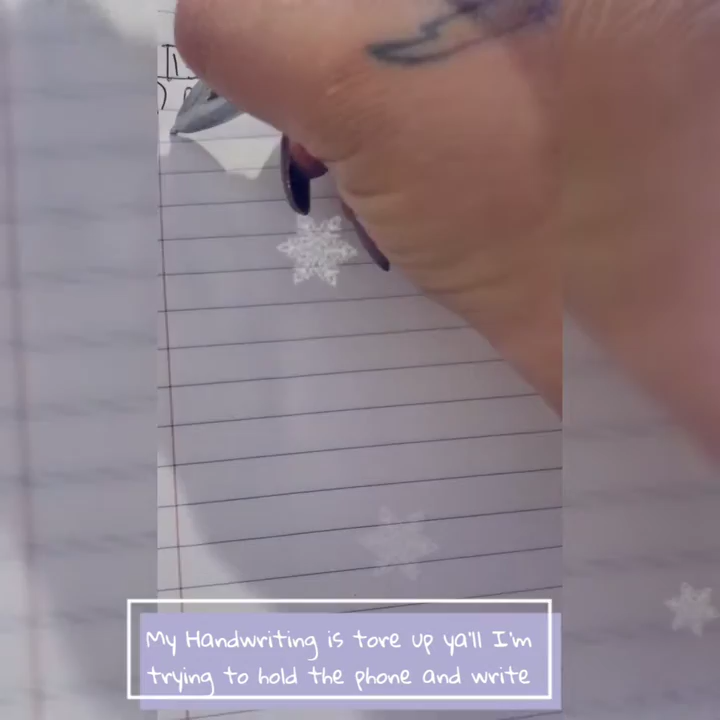 My Handwriting is tore up ya'll I'm
trying to hold the phone and write